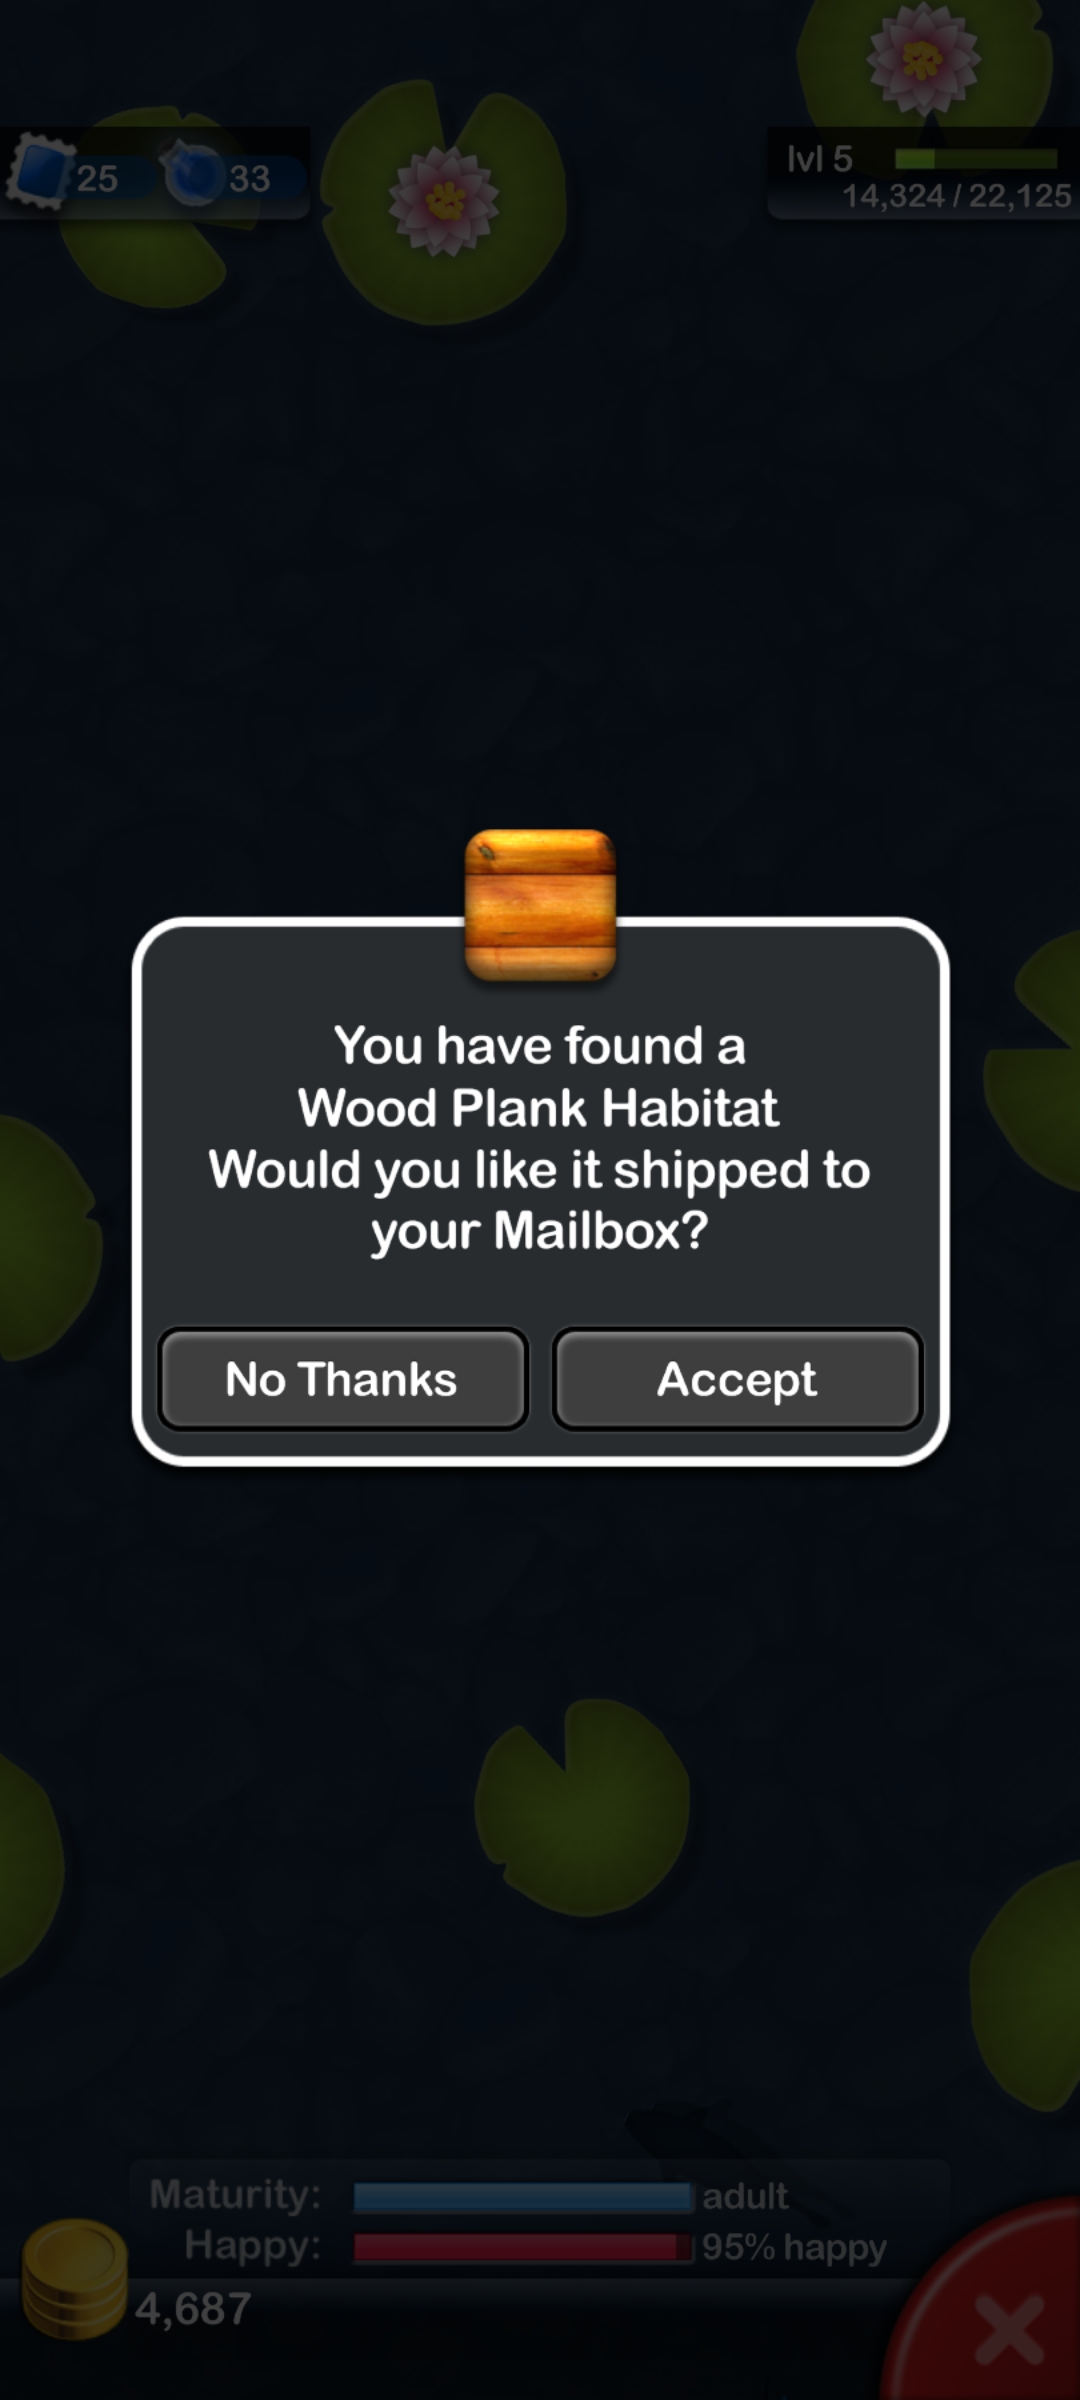 25 33
lvl 5
14,324 / 22,125
You have found a
Wood Plank Habitat
Would you like it shipped to
your Mailbox?
No Thanks Accept
Maturity: adult
Happy: 95% happy
4,687